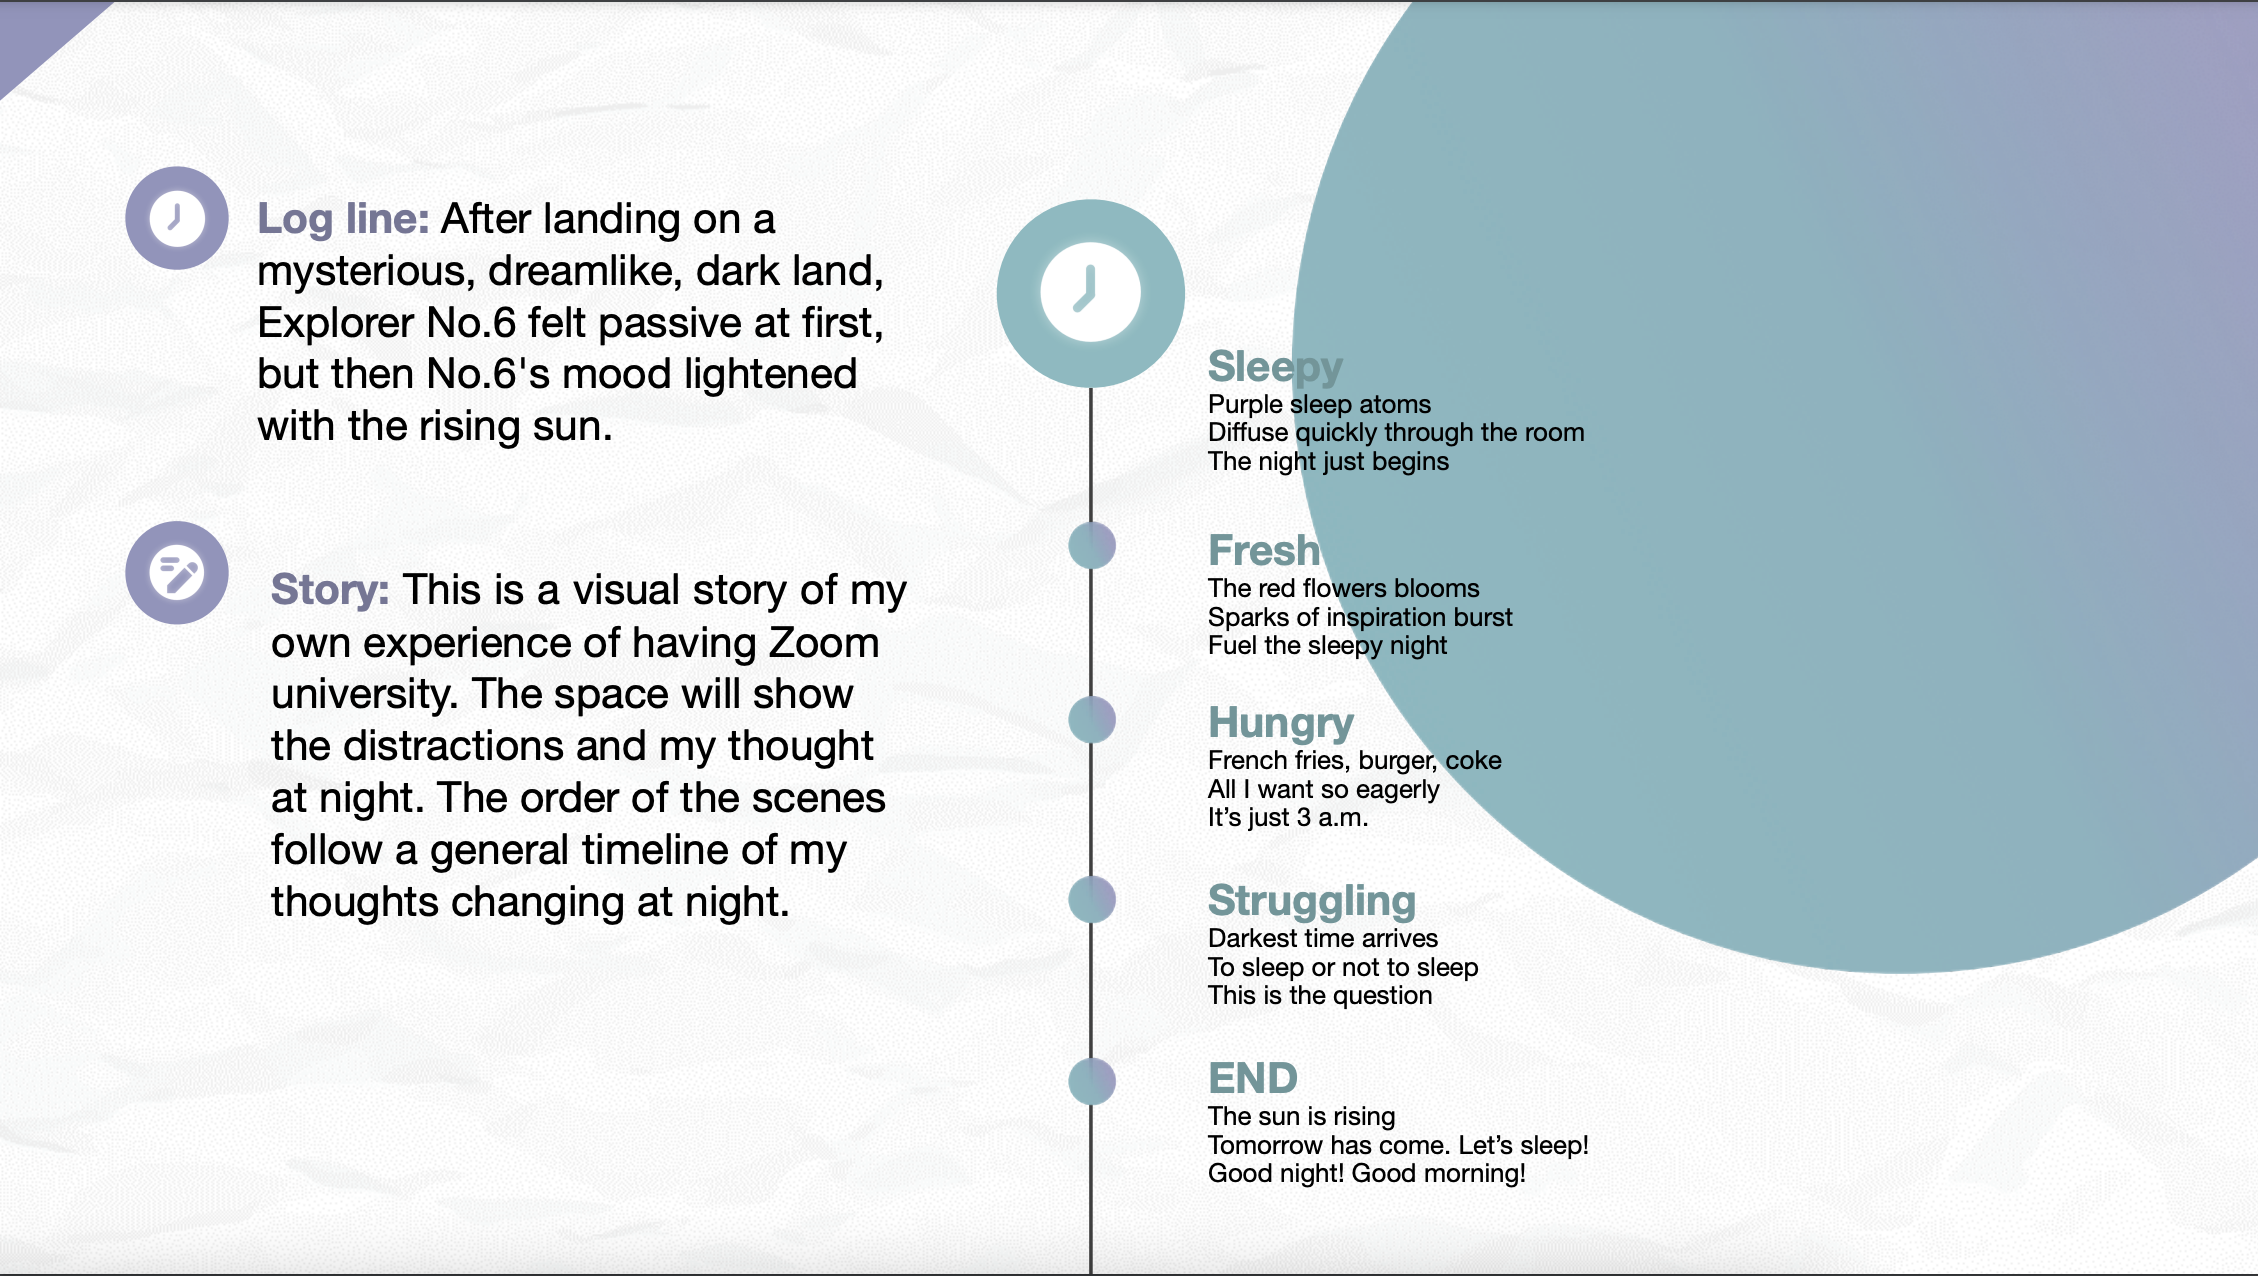 Log line: After landing on a
mysterious, dreamlike, dark land,
Explorer No.6 felt passive at first,
but then No.6's mood lightened
with the rising sun.
Story: This is a visual story of my
own experience of having Zoom
university. The space will show
the distractions and my thought
at night. The order of the scenes
follow a general timeline of my
thoughts changing at night.
Sleepy
Purple sleep atoms
Diffuse quickly through the room
The night just begins
Fresh
The red flowers blooms
Sparks of inspiration burst
Fuel the sleepy night
Hungry
French fries, burger, coke
All I want so eagerly
It’s just 3 a.m.
Struggling
Darkest time arrives
To sleep or not to sleep
This is the question
END
The sun is rising
Tomorrow has come. Let’s sleep!
Good night! Good morning!